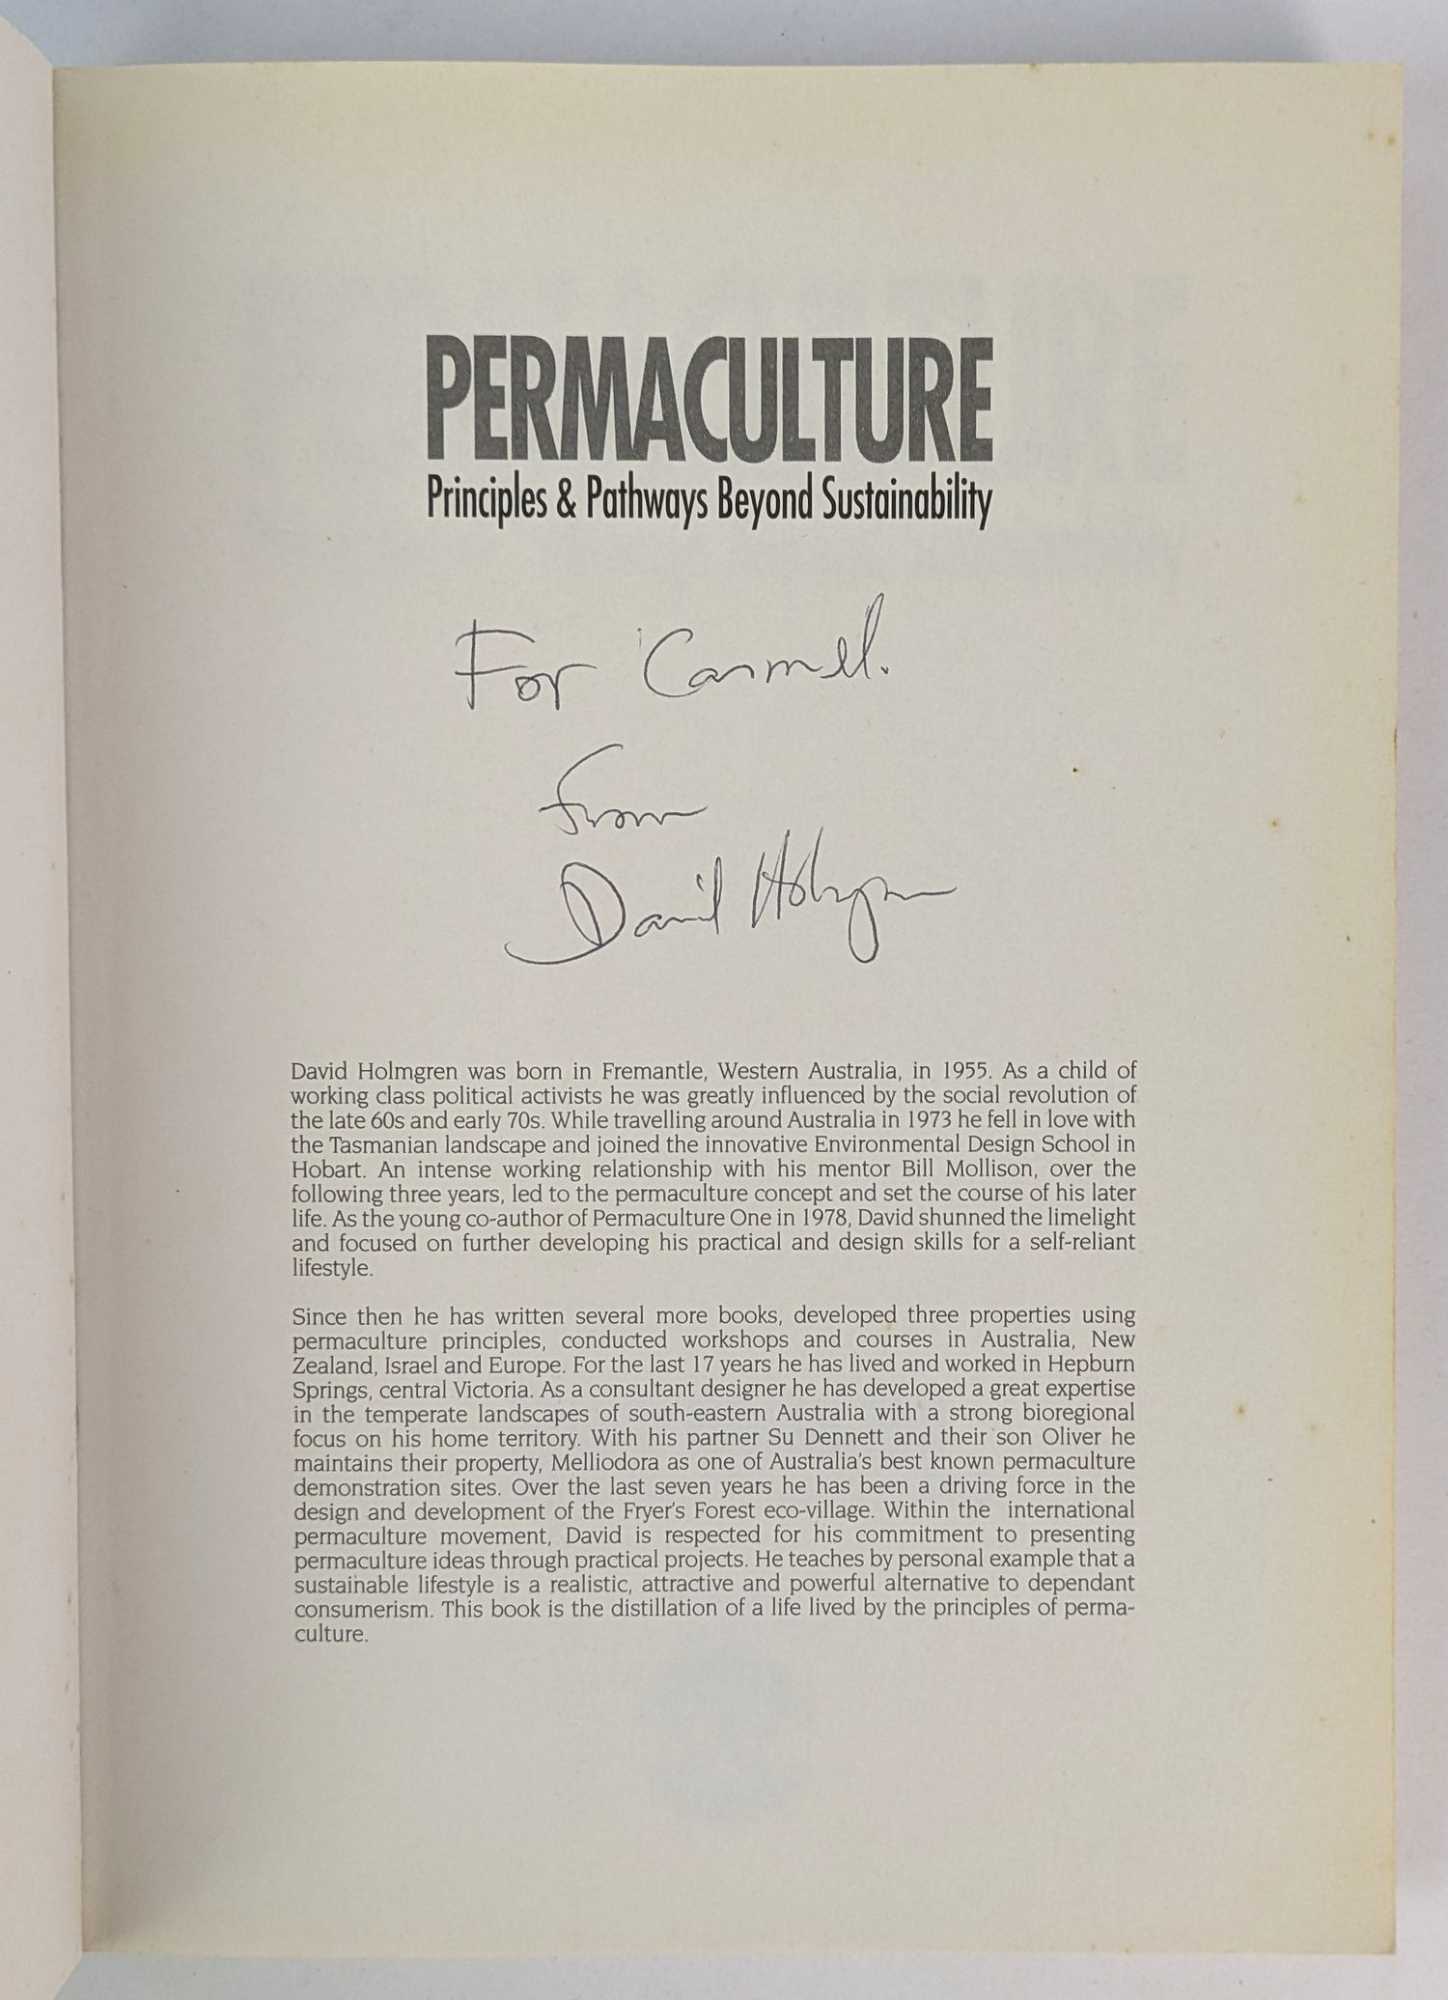 PERMACULTURE
Principles & Pathways Beyond Sustainability
For Carmel.
from
David Holmgren
David Holmgren was born in Fremantle, Western Australia, in 1955. As a child of
working class political activists he was greatly influenced by the social revolution of
the late 60s and early 70s. While travelling around Australia in 1973 he fell in love with
the Tasmanian landscape and joined the innovative Environmental Design School in
Hobart. An intense working relationship with his mentor Bill Mollison, over the
following three years, led to the permaculture concept and set the course of his later
life. As the young co-author of Permaculture One in 1978, David shunned the limelight
and focused on further developing his practical and design skills for a self-reliant
lifestyle.
Since then he has written several more books, developed three properties using
permaculture principles, conducted workshops and courses in Australia, New
Zealand, Israel and Europe. For the last 17 years he has lived and worked in Hepburn
Springs, central Victoria. As a consultant designer he has developed a great expertise
in the temperate landscapes of south-eastern Australia with a strong bioregional
focus on his home territory. With his partner Su Dennett and their son Oliver he
maintains their property, Melliodora as one of Australia's best known permaculture
demonstration sites. Over the last seven years he has been a driving force in the
design and development of the Fryer's Forest eco-village. Within the international
permaculture movement, David is respected for his commitment to presenting
permaculture ideas through practical projects. He teaches by personal example that a
sustainable lifestyle is a realistic, attractive and powerful alternative to dependant
consumerism. This book is the distillation of a life lived by the principles of perma-
culture.